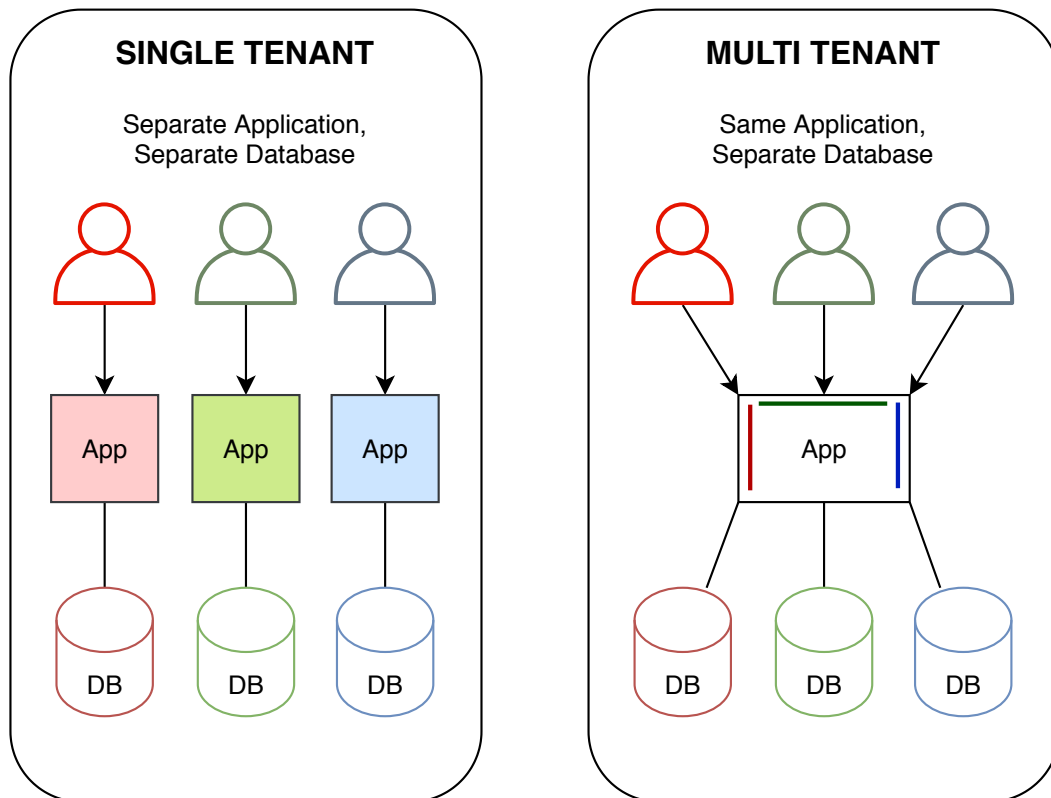 SINGLE TENANT
Separate Application,
Separate Database
App
App
App
DB
DB
DB
MULTI TENANT
Same Application,
Separate Database
App
DB
DB
DB